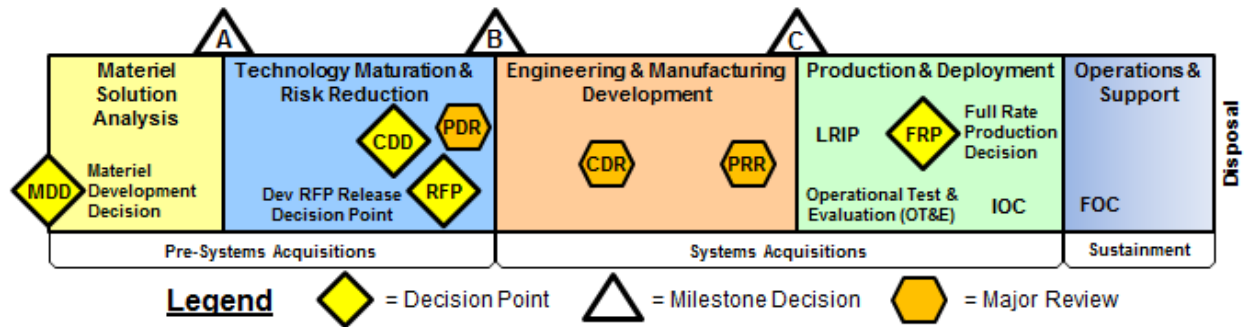 A
B
C
Materiel
Solution
Analysis
MDD
Materiel
Development
Decision
Technology Maturation &
Risk Reduction
CDD
PDR
Dev RFP Release
Decision Point
RFP
Engineering & Manufacturing
Development
CDR
PRR
Production & Deployment
LRIP
FRP
Full Rate
Production
Decision
Operational Test &
Evaluation (OT&E)
IOC
Operations &
Support
FOC
Disposal
Pre-Systems Acquisitions
Systems Acquisitions
Sustainment
Legend
= Decision Point
= Milestone Decision
= Major Review